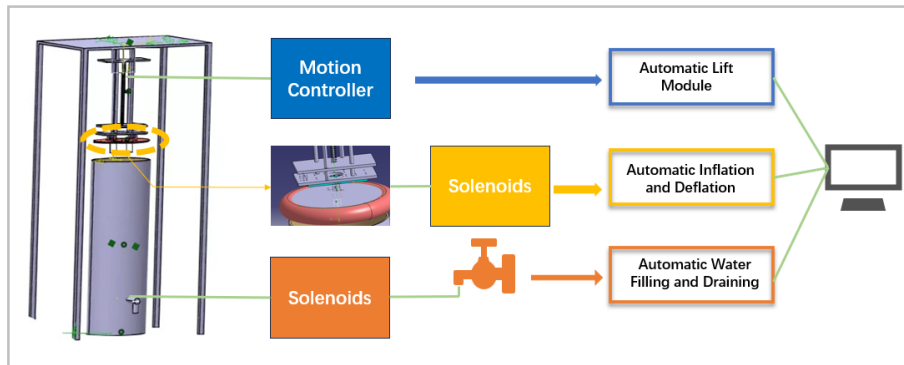 Motion
Controller
Automatic Lift
Module
Solenoids
Automatic Inflation
and Deflation
Solenoids
Automatic Water
Filling and Draining